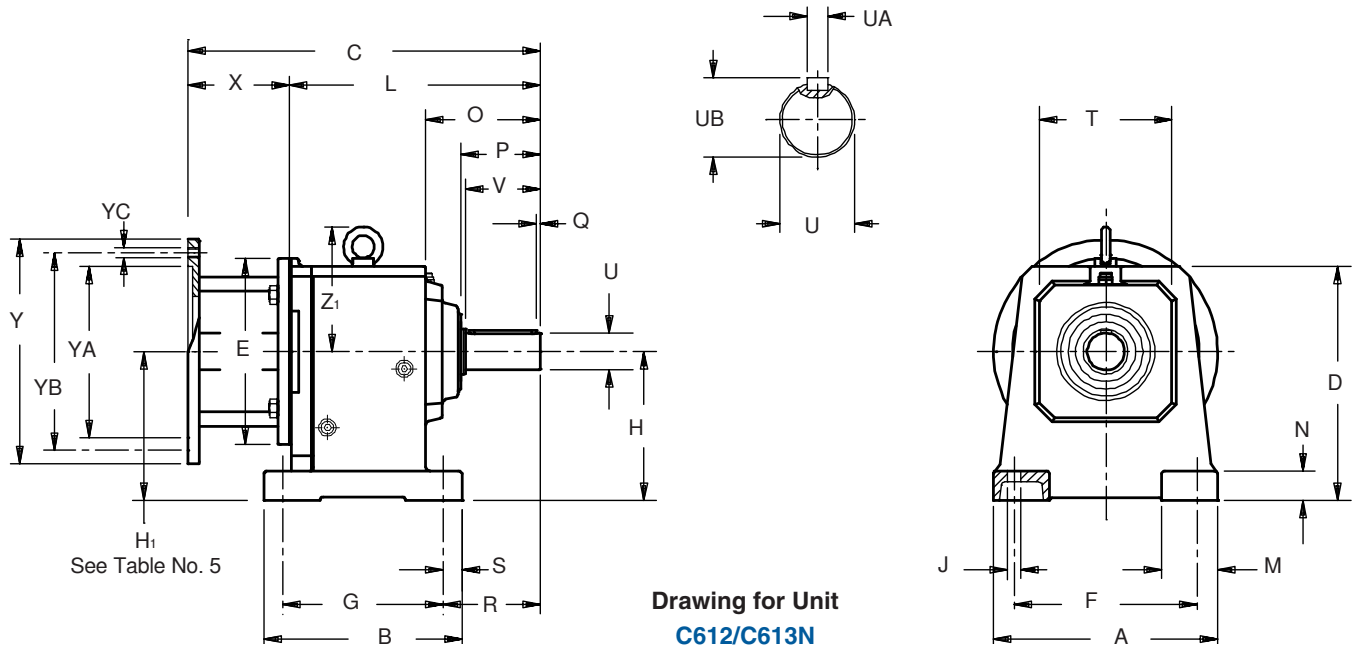 C
X
L
O
P
V
Q
YC
Z1
U
Y
YA
YB
E
H
H1
See Table No. 5
S
G
R
B
UA
UB
U
Drawing for Unit
C612/C613N
T
D
N
J
M
F
A